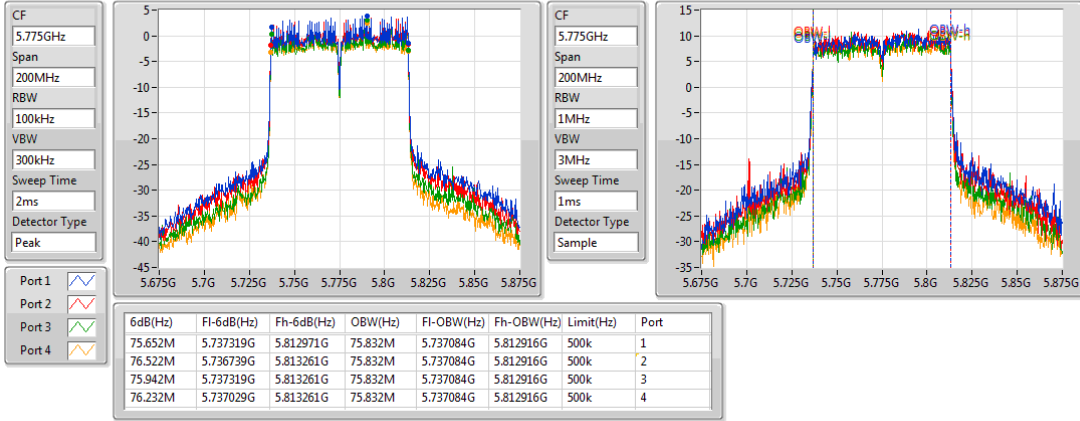 CF
5.775GHz
Span
200MHz
RBW
100kHz
VBW
300kHz
Sweep Time
2ms
Detector Type
Peak
5
0
-5
-10
-15
-20
-25
-30
-35
-40
-45
5.675G 5.7G 5.725G 5.75G 5.775G 5.8G 5.825G 5.85G 5.875G
CF
5.775GHz
Span
200MHz
RBW
1MHz
VBW
3MHz
Sweep Time
1ms
Detector Type
Sample
15
10
5
0
-5
-10
-15
-20
-25
-30
-35
5.675G 5.7G 5.725G 5.75G 5.775G 5.8G 5.825G 5.85G 5.875G
Port 1
Port 2
Port 3
Port 4
6dB(Hz) Fl-6dB(Hz) Fh-6dB(Hz) OBW(Hz) Fl-OBW(Hz) Fh-OBW(Hz) Limit(Hz) Port
75.652M 5.737319G 5.812971G 75.832M 5.737084G 5.812916G 500k 1
76.522M 5.736739G 5.813261G 75.832M 5.737084G 5.812916G 500k 2
75.942M 5.737319G 5.813261G 75.832M 5.737084G 5.812916G 500k 3
76.232M 5.737029G 5.813261G 75.832M 5.737084G 5.812916G 500k 4